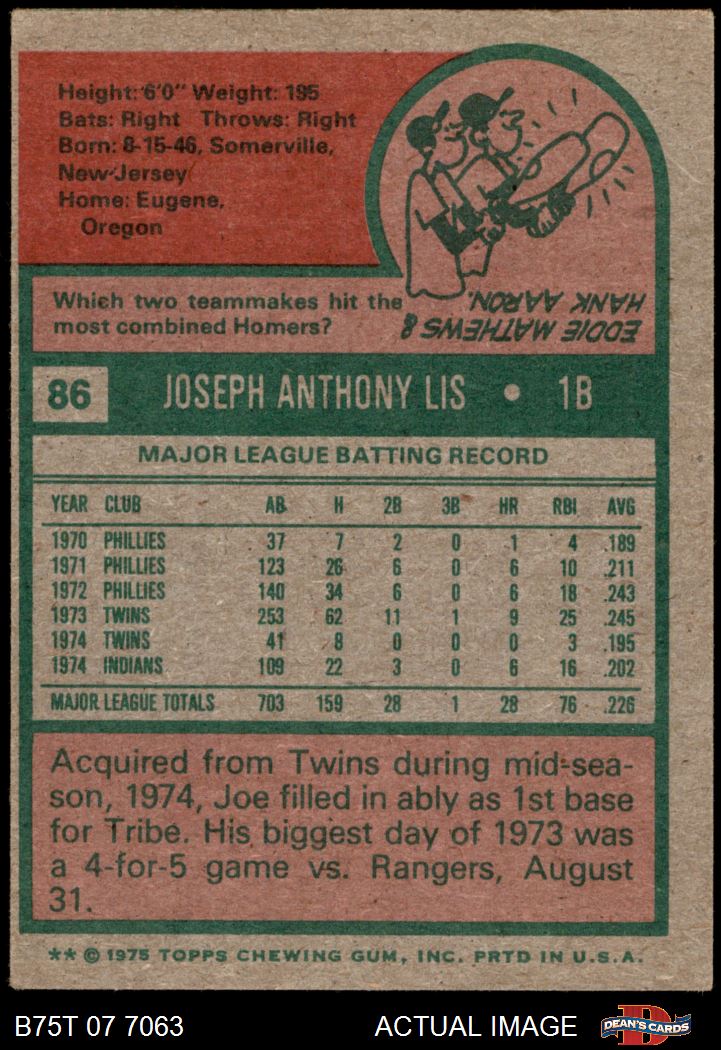 Height: 6'0" Weight: 195
Bats: Right Throws: Right
Born: 8-15-46, Somerville,
New Jersey
Home: Eugene,
Oregon
Which two teammakes hit the
most combined Homers?
EDDIE MATHEWS &
HANK AARON.
86 JOSEPH ANTHONY LIS • 1B
MAJOR LEAGUE BATTING RECORD
YEAR CLUB AB H 2B 3B HR RBI AVG
1970 PHILLIES 37 7 2 0 1 4 .189
1971 PHILLIES 123 26 6 0 6 10 .211
1972 PHILLIES 140 34 6 0 6 18 .243
1973 TWINS 253 62 11 1 9 25 .245
1974 TWINS 41 8 0 0 0 3 .195
1974 INDIANS 109 22 3 0 6 16 .202
MAJOR LEAGUE TOTALS 703 159 28 1 28 76 .226
Acquired from Twins during mid-sea-
son, 1974, Joe filled in ably as 1st base
for Tribe. His biggest day of 1973 was
a 4-for-5 game vs. Rangers, August
31.
** © 1975 TOPPS CHEWING GUM, INC. PRTD IN U.S.A.
B75T 07 7063 ACTUAL IMAGE DEAN'S CARDS